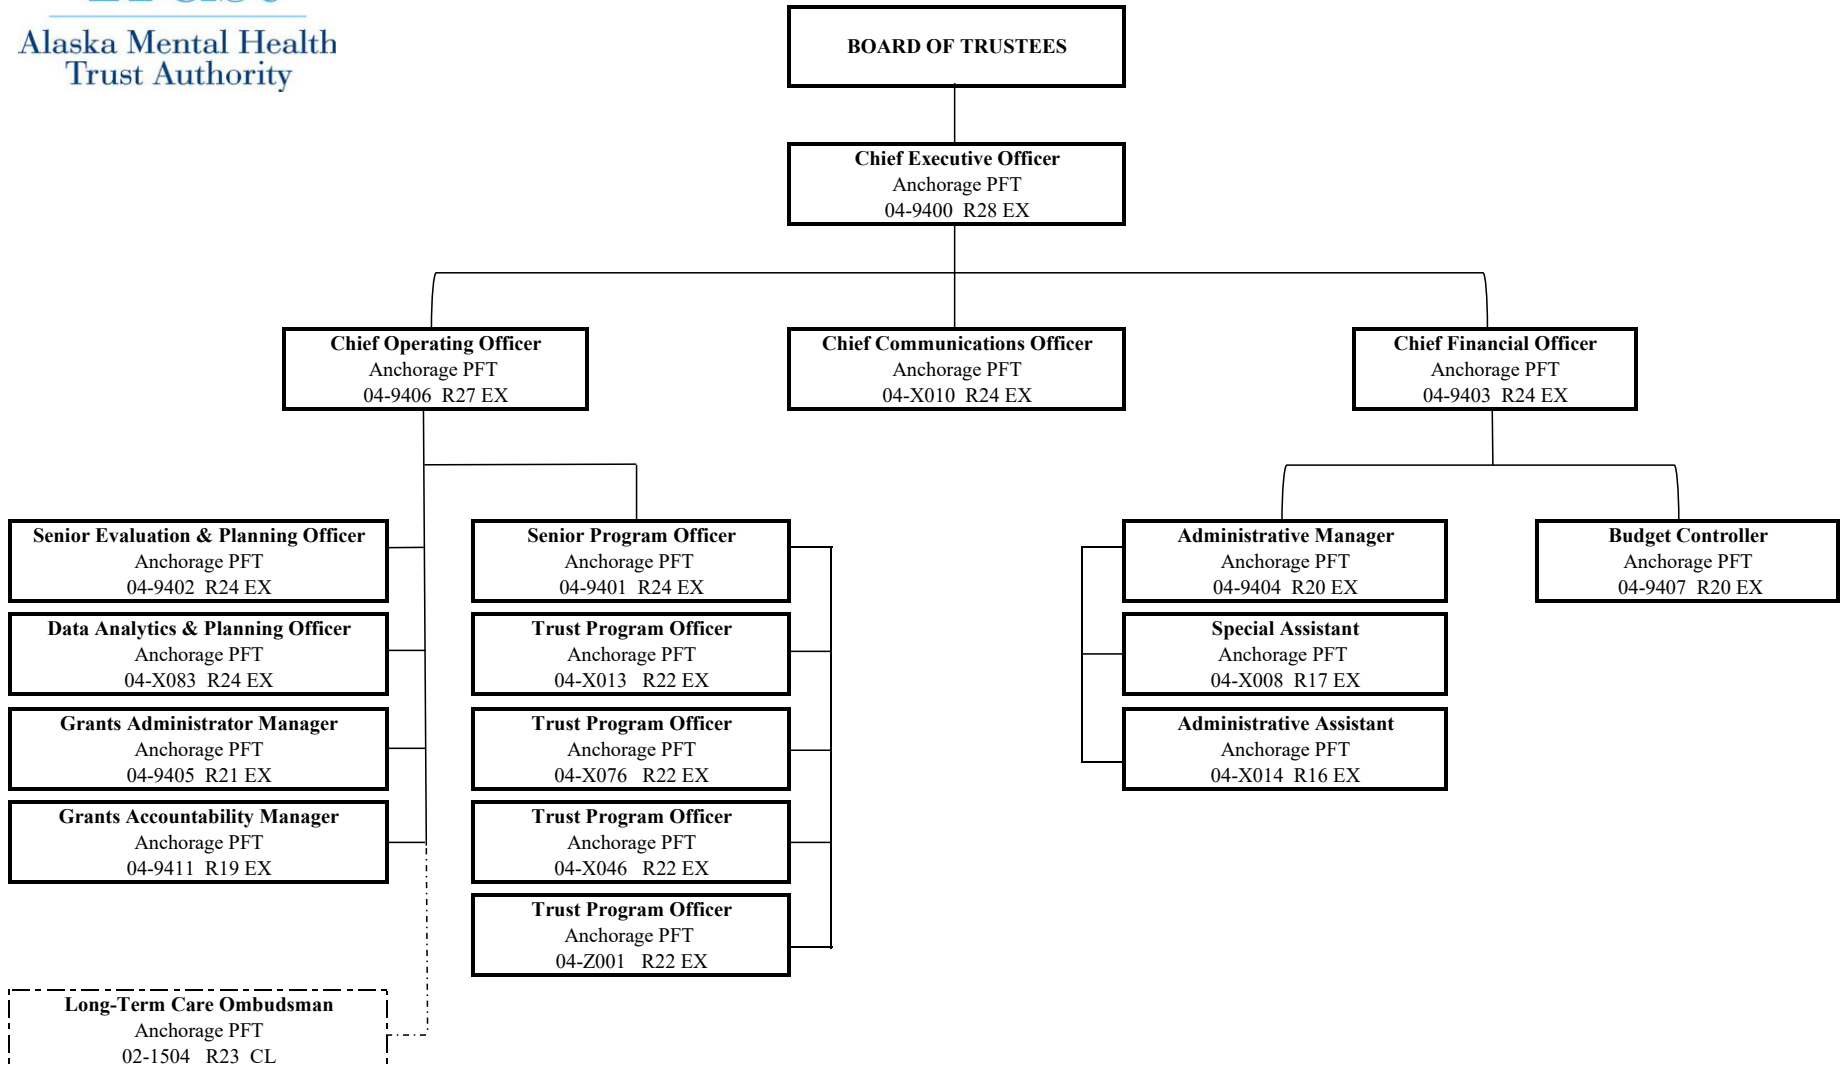 Alaska Mental Health
Trust Authority
BOARD OF TRUSTEES
Chief Executive Officer
Anchorage PFT
04-9400 R28 EX
Chief Operating Officer
Anchorage PFT
04-9406 R27 EX
Chief Communications Officer
Anchorage PFT
04-X010 R24 EX
Chief Financial Officer
Anchorage PFT
04-9403 R24 EX
Senior Evaluation & Planning Officer
Anchorage PFT
04-9402 R24 EX
Data Analytics & Planning Officer
Anchorage PFT
04-X083 R24 EX
Grants Administrator Manager
Anchorage PFT
04-9405 R21 EX
Grants Accountability Manager
Anchorage PFT
04-9411 R19 EX
Long-Term Care Ombudsman
Anchorage PFT
02-1504 R23 CL
Senior Program Officer
Anchorage PFT
04-9401 R24 EX
Trust Program Officer
Anchorage PFT
04-X013 R22 EX
Trust Program Officer
Anchorage PFT
04-X076 R22 EX
Trust Program Officer
Anchorage PFT
04-X046 R22 EX
Trust Program Officer
Anchorage PFT
04-Z001 R22 EX
Administrative Manager
Anchorage PFT
04-9404 R20 EX
Special Assistant
Anchorage PFT
04-X008 R17 EX
Administrative Assistant
Anchorage PFT
04-X014 R16 EX
Budget Controller
Anchorage PFT
04-9407 R20 EX